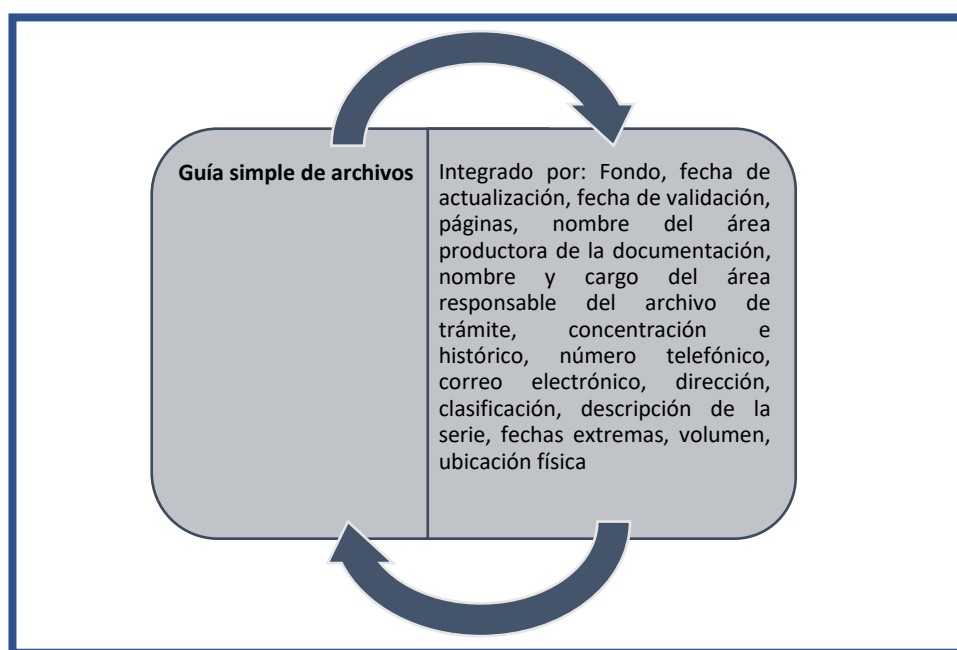 Guía simple de archivos
Integrado por: Fondo, fecha de
actualización, fecha de validación,
páginas, nombre del área
productora de la documentación,
nombre y cargo del área
responsable del archivo de
trámite, concentración e
histórico, número telefónico,
correo electrónico, dirección,
clasificación, descripción de la
serie, fechas extremas, volumen,
ubicación física